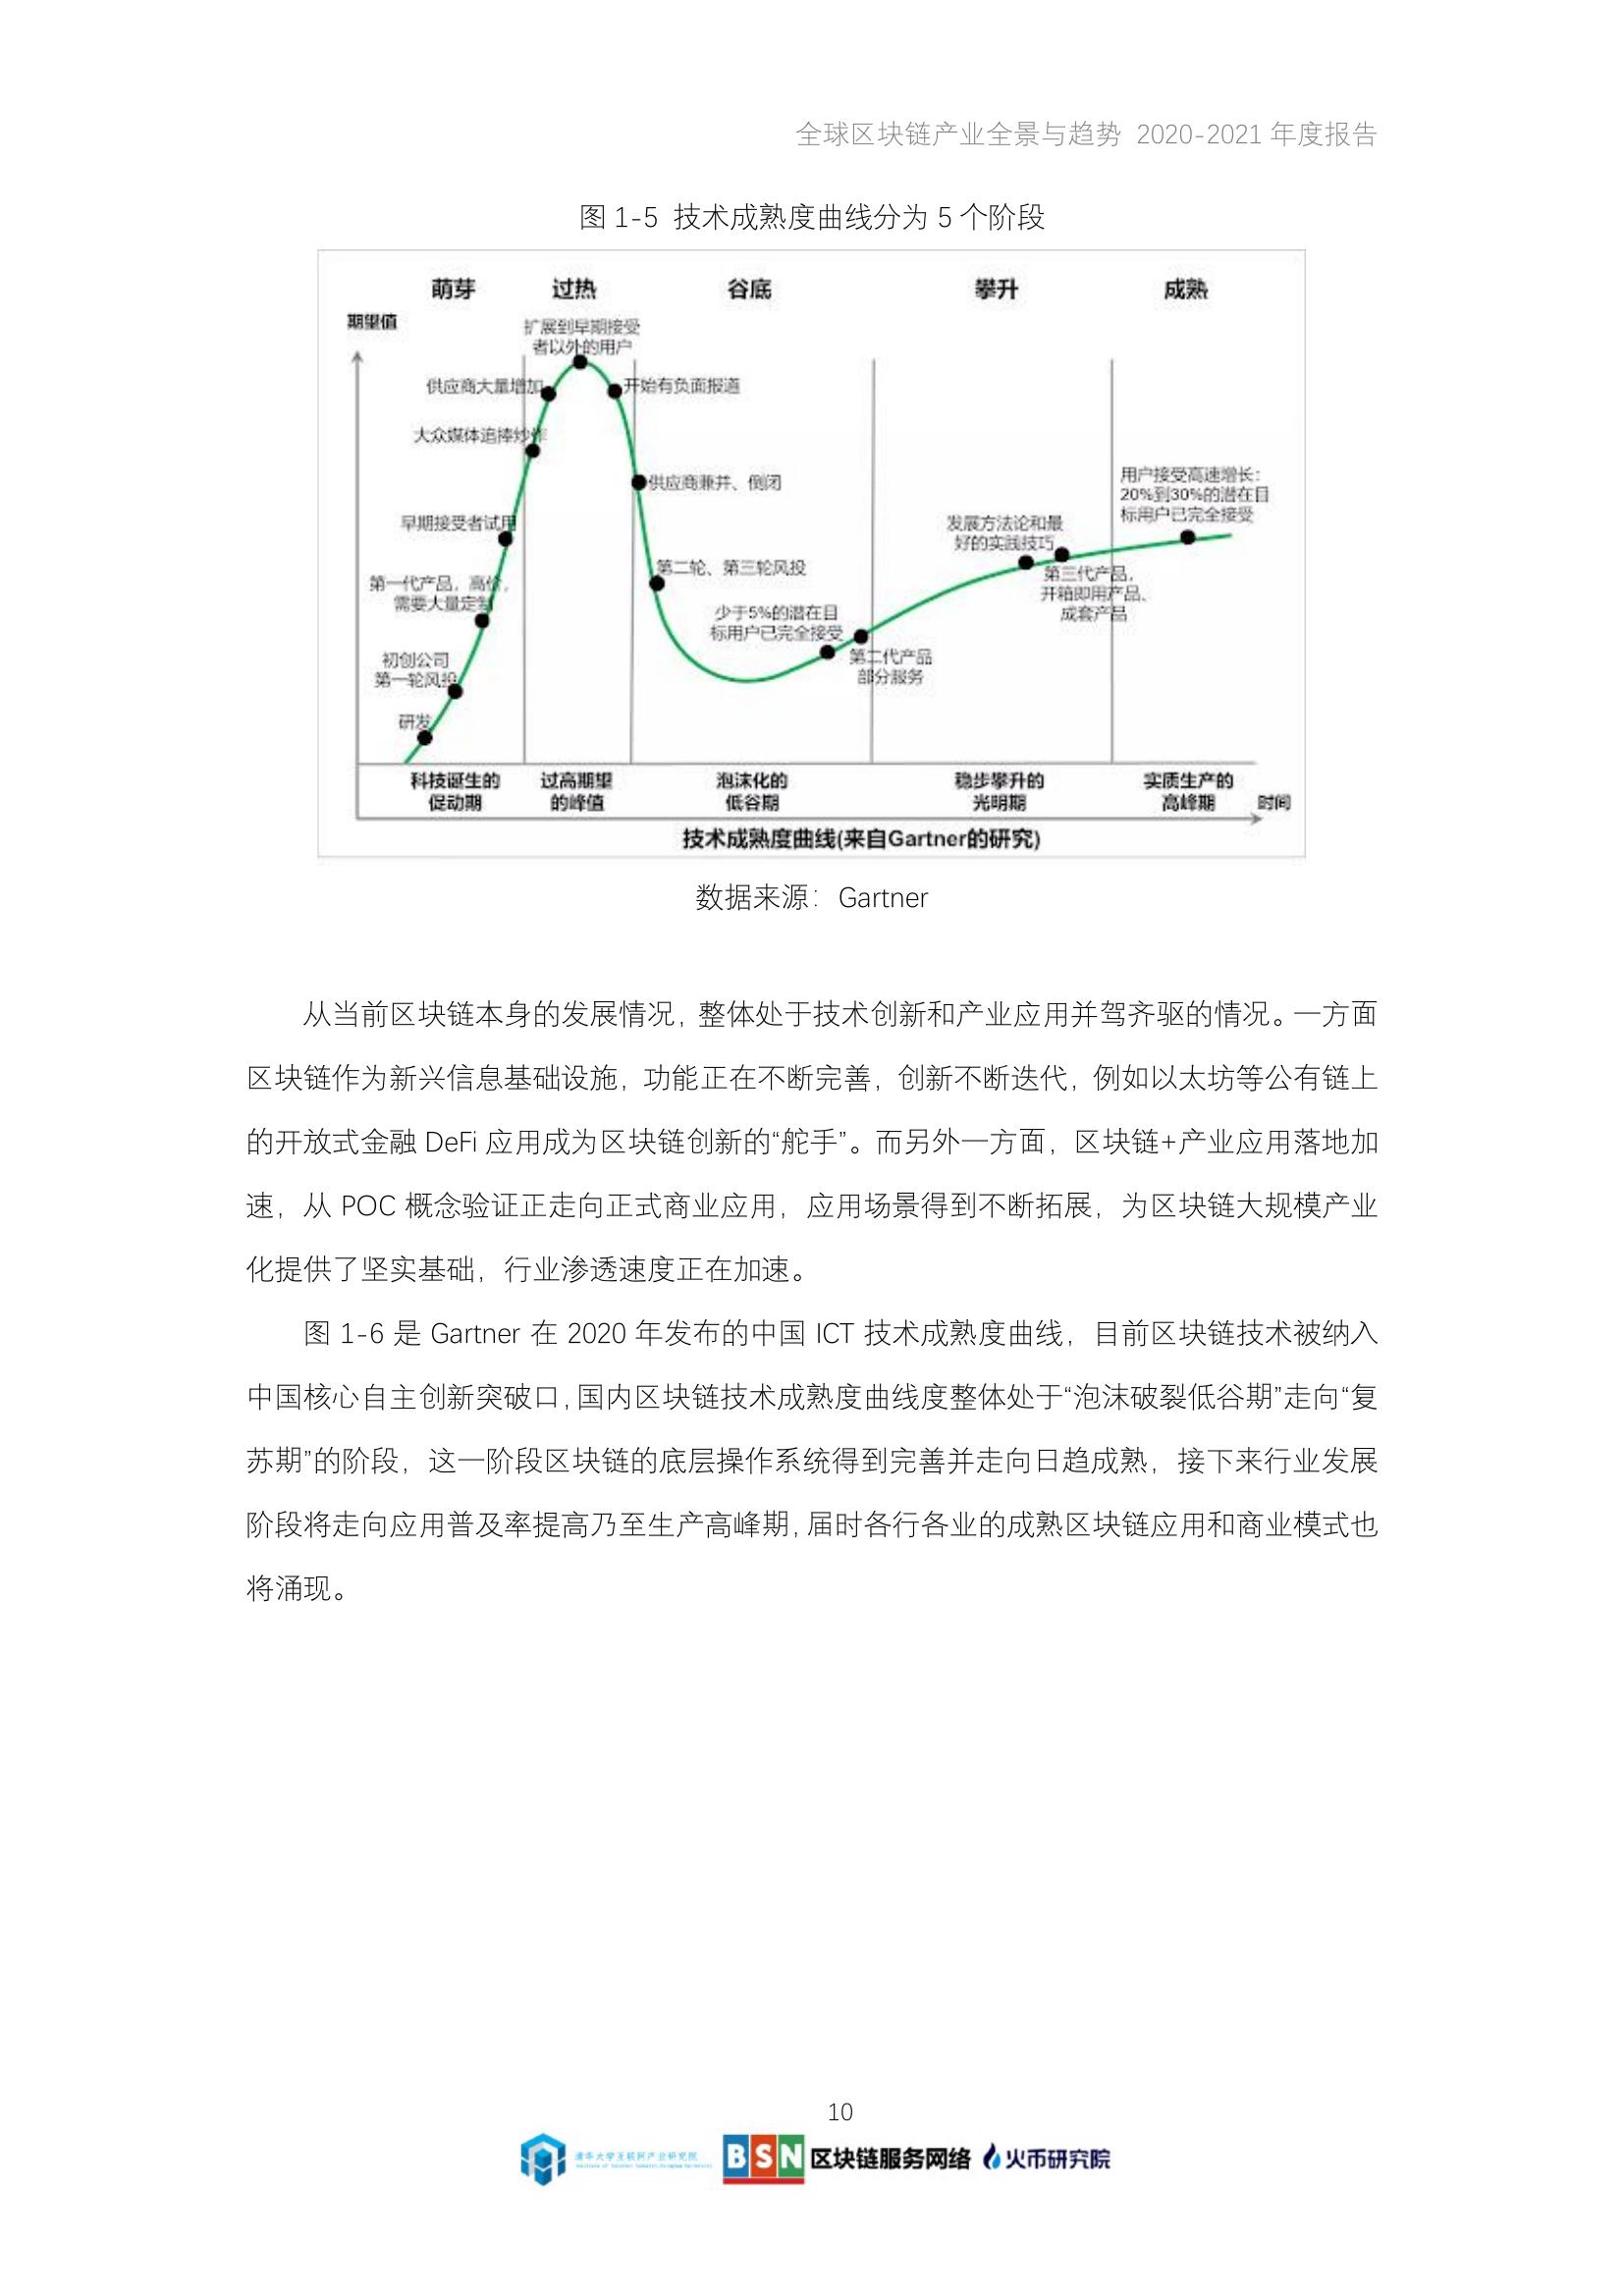 全球区块链产业全景与趋势 2020-2021 年度报告
图 1-5 技术成熟度曲线分为 5 个阶段
萌芽
过热
谷底
攀升
成熟
期望值
扩展到早期接受
者以外的用户
供应商大量增加
开始有负面报道
大众媒体追捧炒作
供应商兼并、倒闭
用户接受高速增长:
20%到30%的潜在目
标用户已完全接受
早期接受者试用
发展方法论和最
好的实践技巧
第二轮、第三轮风投
第三代产品,
开箱即用产品、
成套产品
第一代产品,高价,
需要大量定制
少于5%的潜在目
标用户已完全接受
第二代产品
部分服务
初创公司
第一轮风投
研发
科技诞生的
促动期
过高期望
的峰值
泡沫化的
低谷期
稳步攀升的
光明期
实质生产的
高峰期
时间
技术成熟度曲线(来自Gartner的研究)
数据来源：Gartner
从当前区块链本身的发展情况，整体处于技术创新和产业应用并驾齐驱的情况。一方面
区块链作为新兴信息基础设施，功能正在不断完善，创新不断迭代，例如以太坊等公有链上
的开放式金融 DeFi 应用成为区块链创新的“舵手”。而另外一方面，区块链+产业应用落地加
速，从 POC 概念验证正走向正式商业应用，应用场景得到不断拓展，为区块链大规模产业
化提供了坚实基础，行业渗透速度正在加速。
图 1-6 是 Gartner 在 2020 年发布的中国 ICT 技术成熟度曲线，目前区块链技术被纳入
中国核心自主创新突破口，国内区块链技术成熟度曲线度整体处于“泡沫破裂低谷期”走向“复
苏期”的阶段，这一阶段区块链的底层操作系统得到完善并走向日趋成熟，接下来行业发展
阶段将走向应用普及率提高乃至生产高峰期，届时各行各业的成熟区块链应用和商业模式也
将涌现。
10
清华大学互联网产业研究院
BSN 区块链服务网络
火币研究院